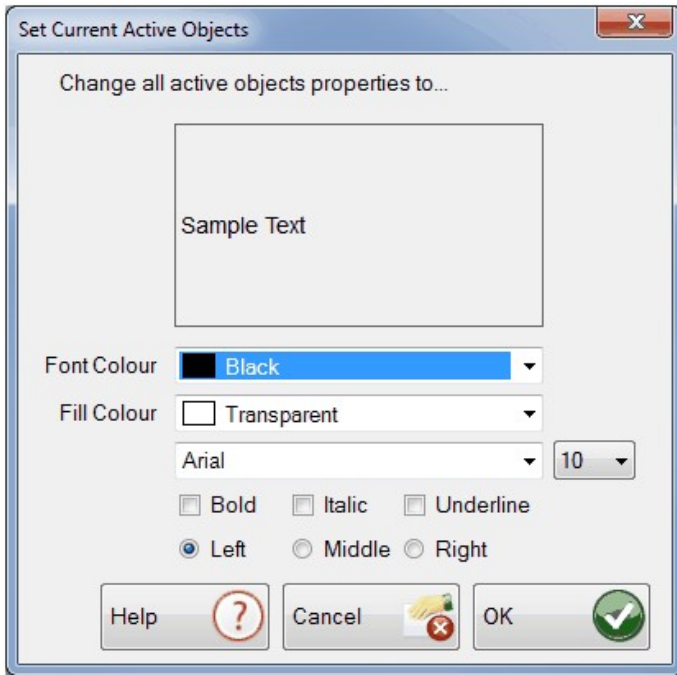 Set Current Active Objects
Change all active objects properties to...
Sample Text
Font Colour Black
Fill Colour Transparent
Arial 10
Bold Italic Underline
Left Middle Right
Help ? Cancel OK